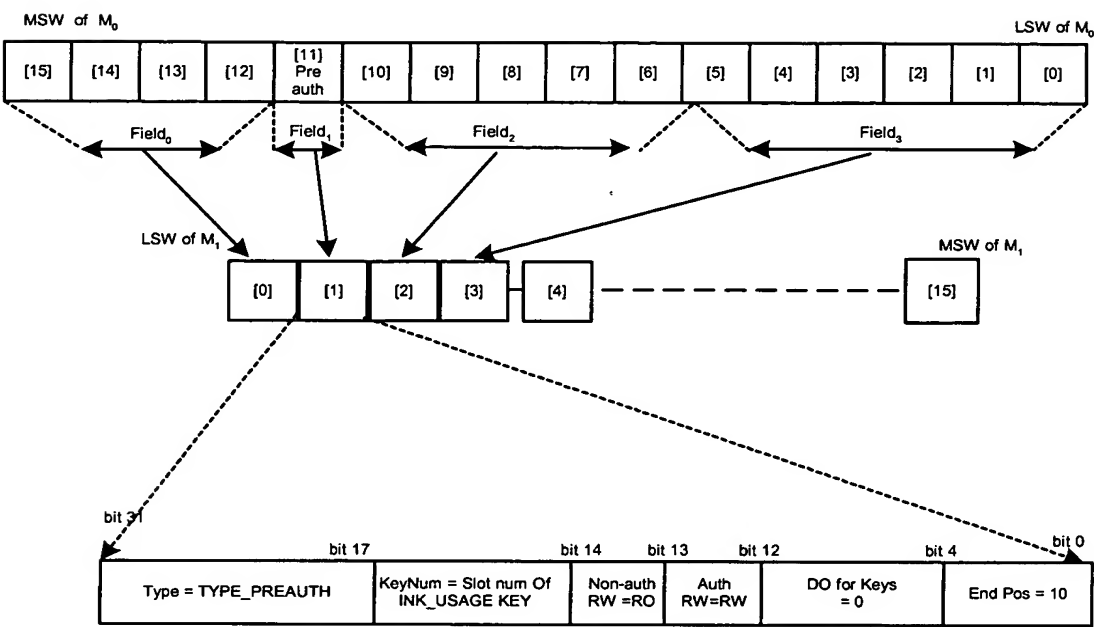 MSW of M₀
LSW of M₀
[15] [14] [13] [12] [11] Pre auth [10] [9] [8] [7] [6] [5] [4] [3] [2] [1] [0]
Field₀ Field₁ Field₂ Field₃
LSW of M₁
MSW of M₁
[0] [1] [2] [3] [4] [15]
bit 31 bit 17 bit 14 bit 13 bit 12 bit 4 bit 0
Type = TYPE_PREAUTH
KeyNum = Slot num Of
INK_USAGE KEY
Non-auth
RW =RO
Auth
RW=RW
DO for Keys
= 0
End Pos = 10